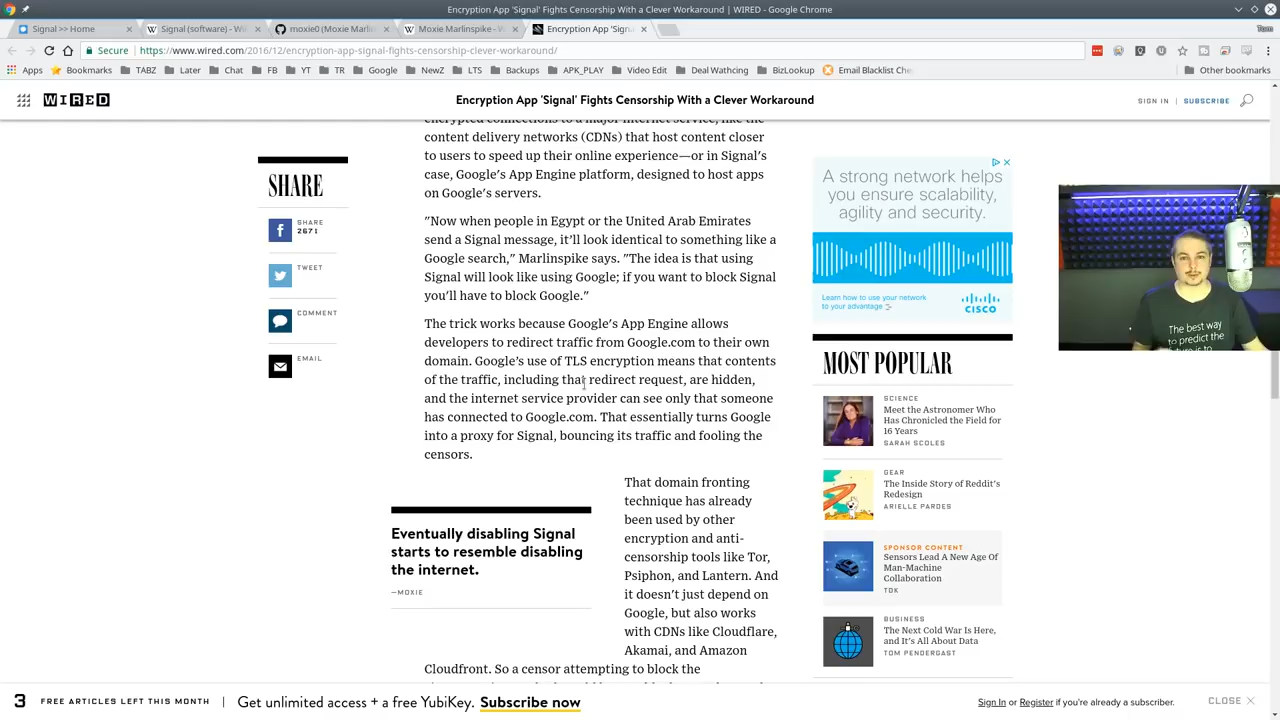 Encryption App 'Signal' Fights Censorship With a Clever Workaround | WIRED - Google Chrome
Signal >> Home
Signal (software) - Wi
moxie0 (Moxie Marlin
Moxie Marlinspike - W
Encryption App 'Sign
Tom
Secure
https://www.wired.com/2016/12/encryption-app-signal-fights-censorship-clever-workaround/
Apps
Bookmarks
TABZ
Later
Chat
FB
YT
TR
Google
NewZ
LTS
Backups
APK_PLAY
Video Edit
Deal Wathcing
BizLookup
Email Blacklist Che
Other bookmarks
WIRED
Encryption App 'Signal' Fights Censorship With a Clever Workaround
SIGN IN | SUBSCRIBE
encrypted connections to a major internet service, like the
content delivery networks (CDNs) that host content closer
to users to speed up their online experience—or in Signal's
case, Google's App Engine platform, designed to host apps
on Google's servers.
"Now when people in Egypt or the United Arab Emirates
send a Signal message, it'll look identical to something like a
Google search," Marlinspike says. "The idea is that using
Signal will look like using Google; if you want to block Signal
you'll have to block Google."
The trick works because Google's App Engine allows
developers to redirect traffic from Google.com to their own
domain. Google's use of TLS encryption means that contents
of the traffic, including that redirect request, are hidden,
and the internet service provider can see only that someone
has connected to Google.com. That essentially turns Google
into a proxy for Signal, bouncing its traffic and fooling the
censors.
That domain fronting
technique has already
been used by other
encryption and anti-
censorship tools like Tor,
Psiphon, and Lantern. And
it doesn't just depend on
Google, but also works
with CDNs like Cloudflare,
Akamai, and Amazon
Cloudfront. So a censor attempting to block the
Eventually disabling Signal
starts to resemble disabling
the internet.
—MOXIE
SHARE
SHARE
2671
TWEET
COMMENT
EMAIL
A strong network helps
you ensure scalability,
agility and security.
Learn how to use your network
to your advantage >
CISCO
MOST POPULAR
SCIENCE
Meet the Astronomer Who
Has Chronicled the Field for
16 Years
SARAH SCOLES
GEAR
The Inside Story of Reddit's
Redesign
ARIELLE PARDES
SPONSOR CONTENT
Sensors Lead A New Age Of
Man-Machine
Collaboration
TDK
BUSINESS
The Next Cold War Is Here,
and It's All About Data
TOM PENDERGAST
The best way
to predict the
future is to
3 FREE ARTICLES LEFT THIS MONTH | Get unlimited access + a free YubiKey. Subscribe now
Sign In or Register if you're already a subscriber.
CLOSE X